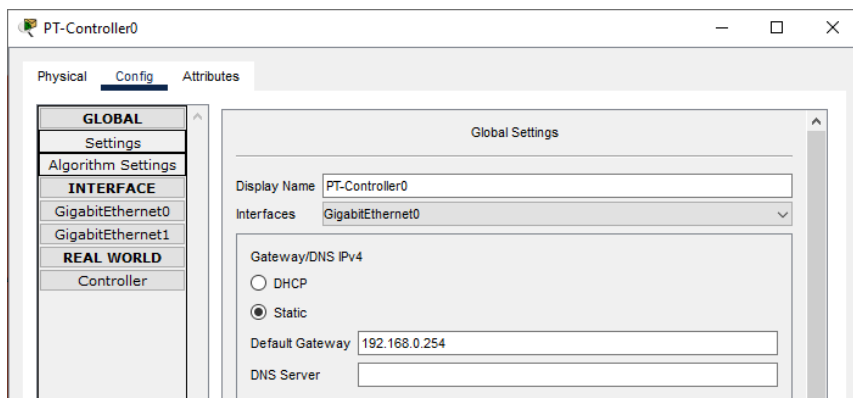 PT-Controller0
Physical Config Attributes
GLOBAL
Settings
Algorithm Settings
INTERFACE
GigabitEthernet0
GigabitEthernet1
REAL WORLD
Controller
Global Settings
Display Name PT-Controller0
Interfaces GigabitEthernet0
Gateway/DNS IPv4
DHCP
Static
Default Gateway 192.168.0.254
DNS Server